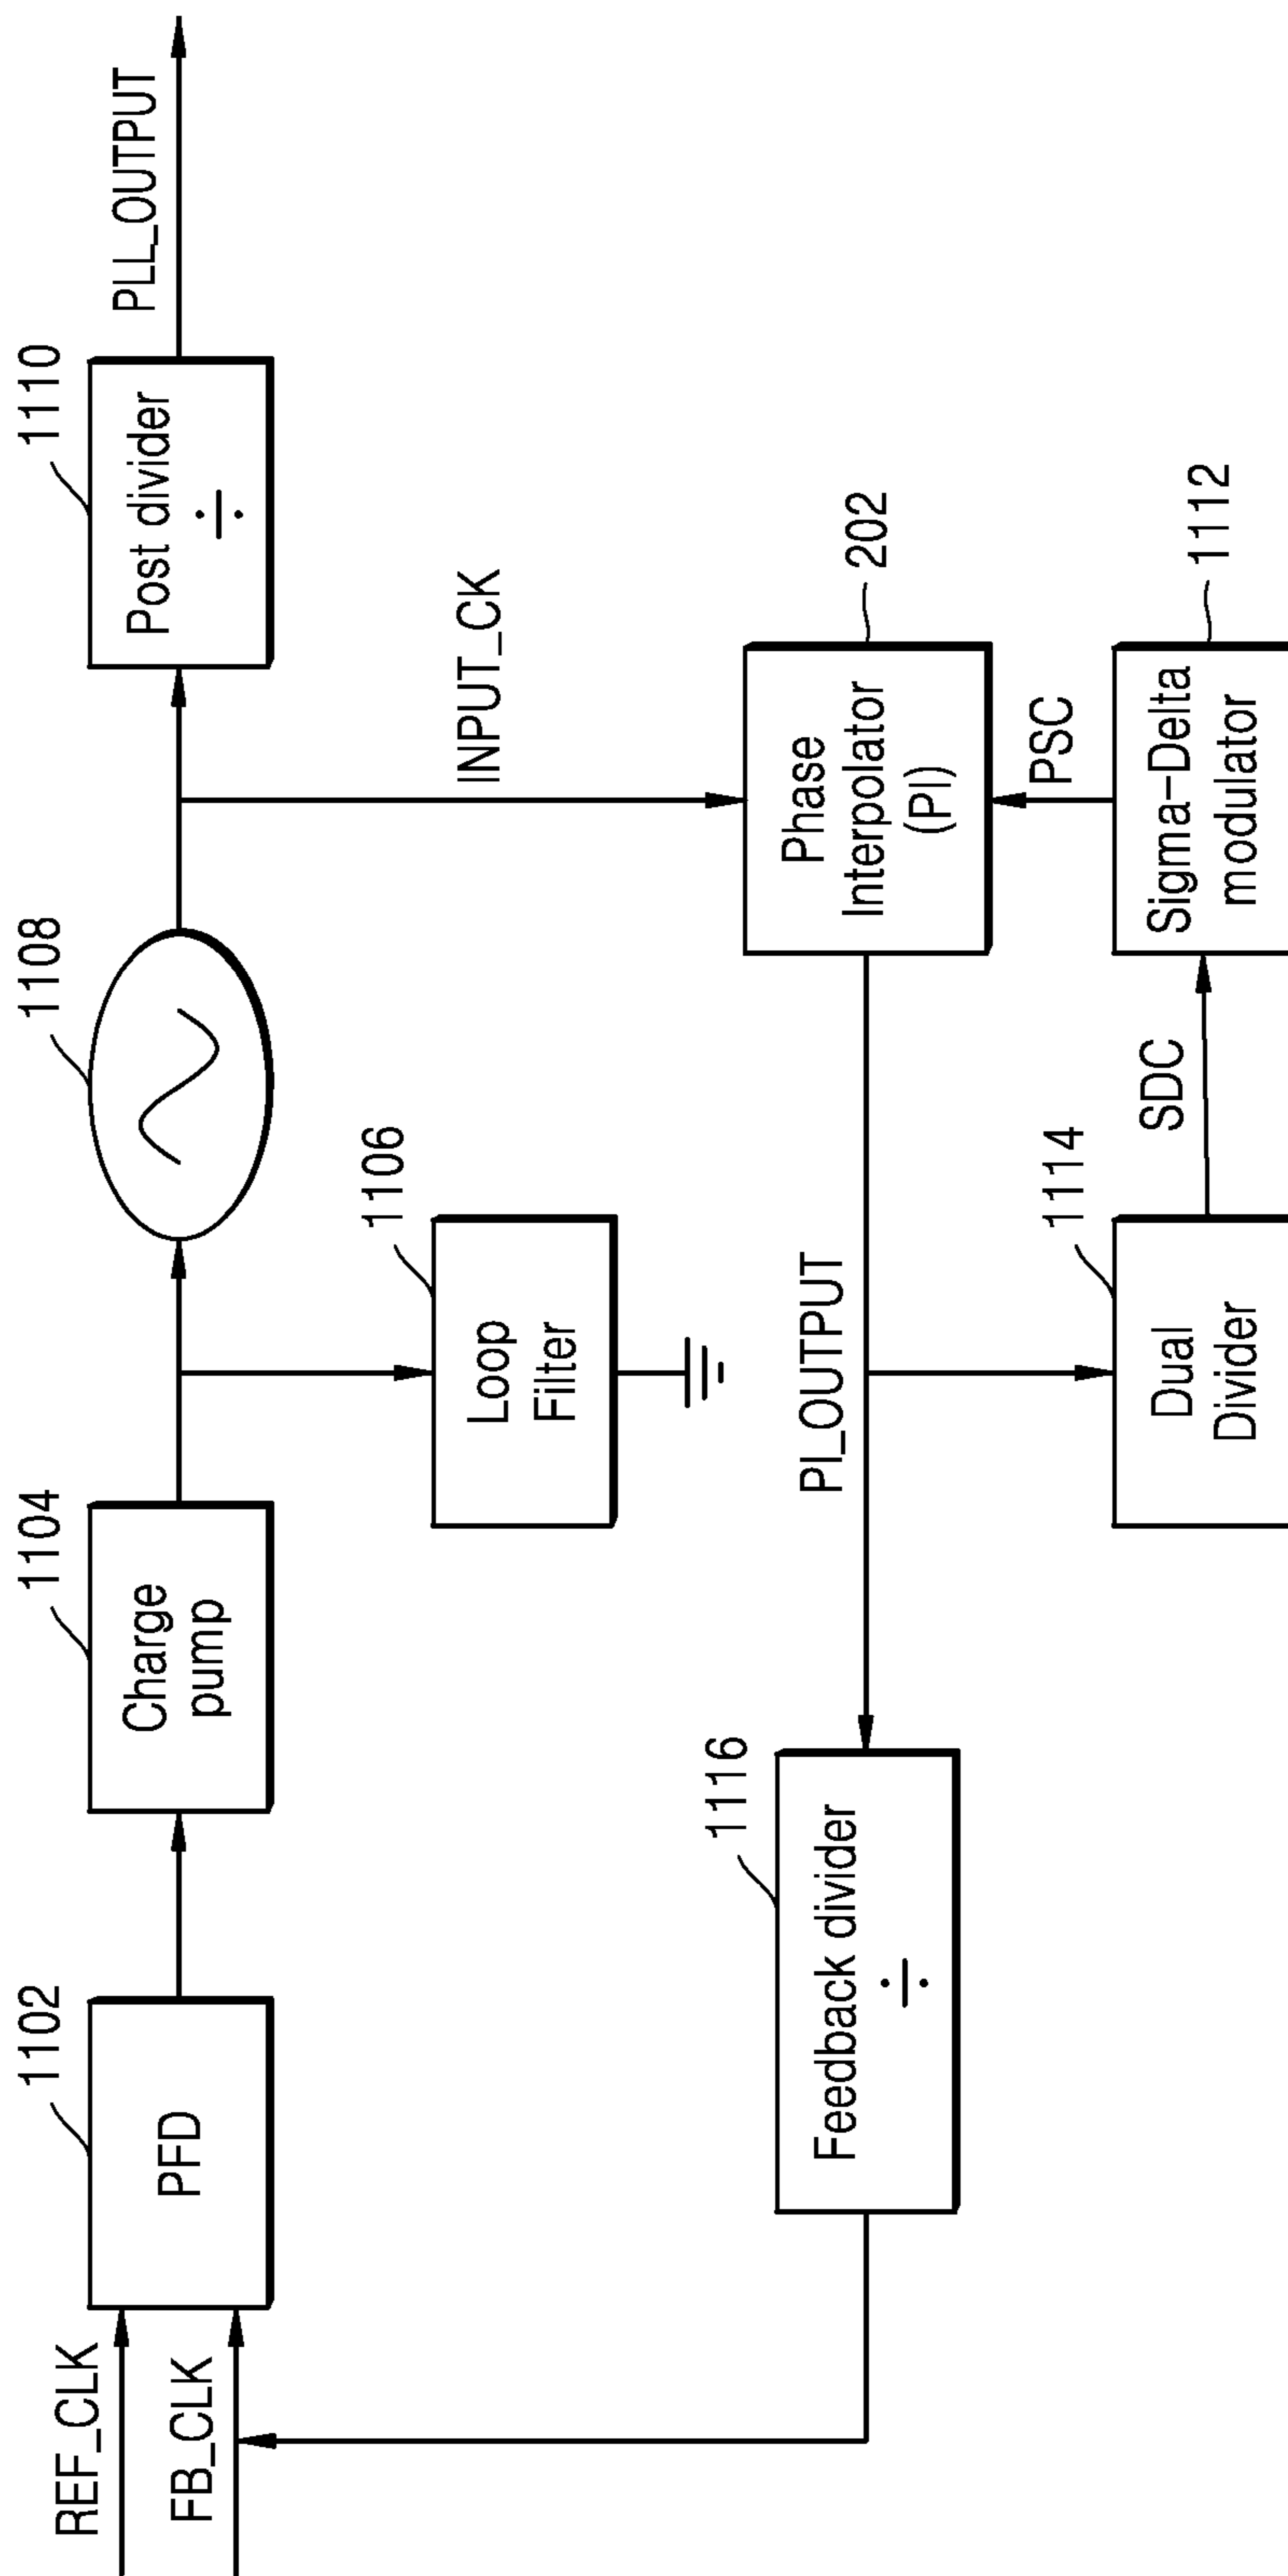 REF_CLK
FB_CLK
1102
PFD
1104
Charge
pump
1106
Loop
Filter
1108
1110
Post divider
÷
PLL_OUTPUT
INPUT_CK
1116
Feedback divider
÷
PI_OUTPUT
202
Phase
Interpolator
(PI)
PSC
1114
Dual
Divider
SDC
1112
Sigma-Delta
modulator